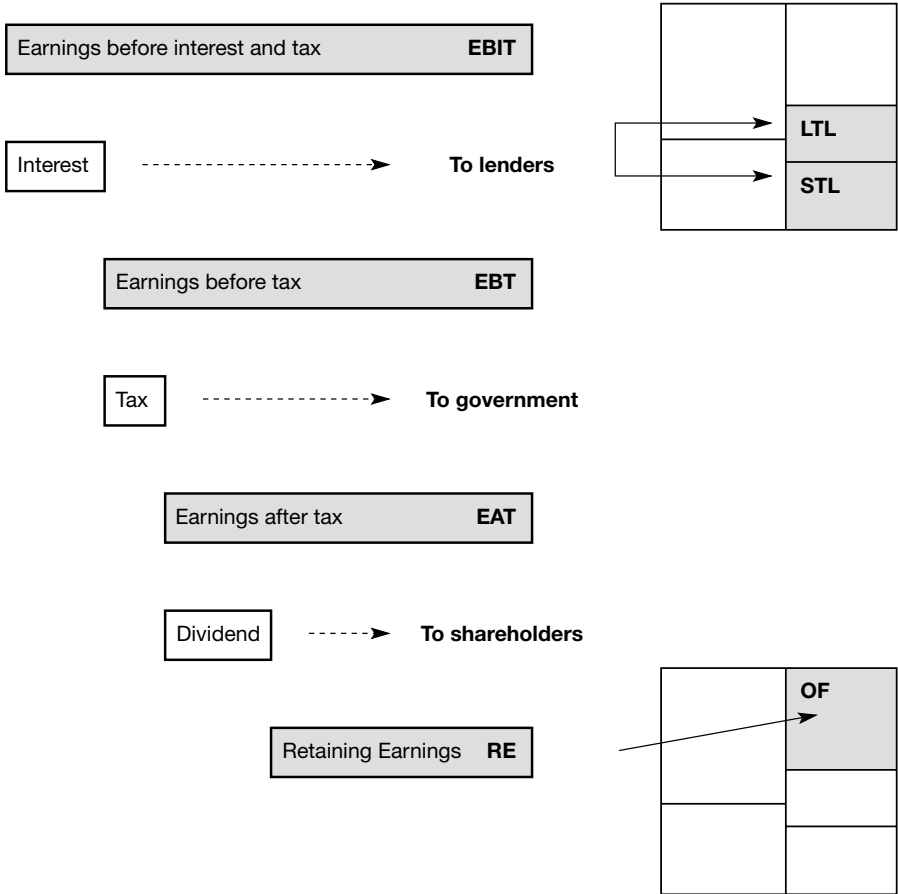 Earnings before interest and tax EBIT
LTL
Interest To lenders
STL
Earnings before tax EBT
Tax To government
Earnings after tax EAT
Dividend To shareholders
OF
Retaining Earnings RE